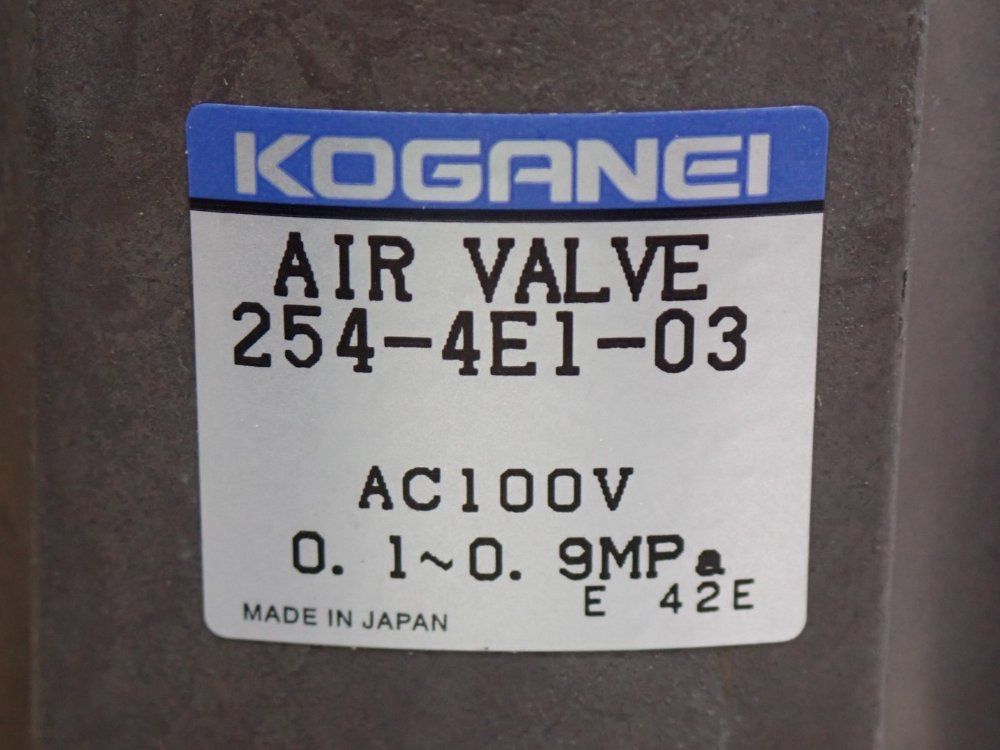 KOGANEI
AIR VALVE
254-4E1-03
AC100V
0.1~0.9MPa
E 42E
MADE IN JAPAN